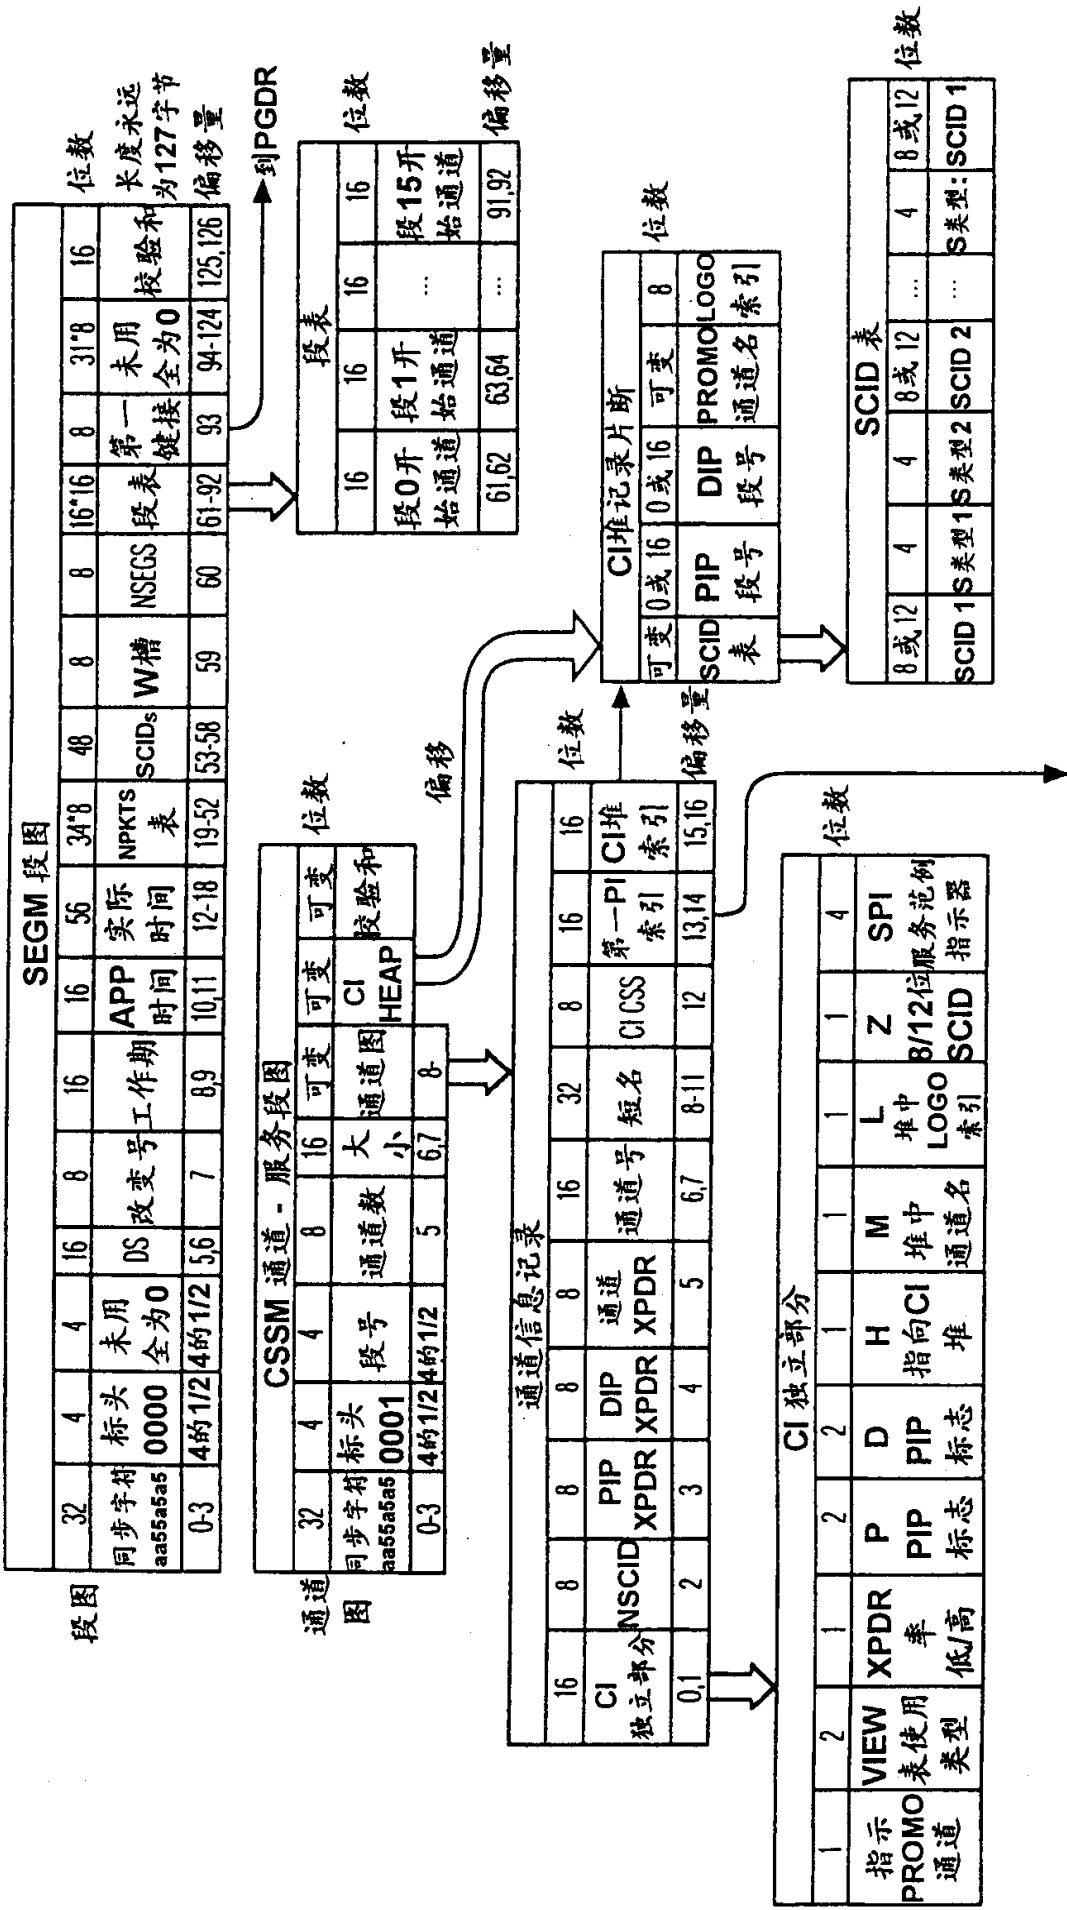 SEGM 段图
32 4 4 16 8 16 16 56 34*8 48 8 8 16*16 8 31*8 16 位数
同步字符 标头 未用 DS 改变号 工作期 APP 实际 NPKTS SCIDs W槽 NSEGS 段表 第一 未用 校验和 长度永远
aa55a5a5 0000 全为0 时间 时间 表 键接 全为0 为127字节
0-3 4的1/2 4的1/2 5,6 7 8,9 10,11 12-18 19-52 53-58 59 60 61-92 93 94-124 125,126 偏移量
段图
到PGDR
段表
16 16 16 16 位数
段0开 段1开 ... 段15开
始通道 始通道 始通道
61,62 63,64 ... 91,92 偏移量
CSSM 通道 - 服务段图
32 4 4 8 16 可变 可变 可变 位数
同步字符 标头 段号 通道数 大 通道图 CI 校验和
aa55a5a5 0001 小 HEAP
0-3 4的1/2 4的1/2 5 6,7 8-
通道
图
偏移
通道信息记录
16 8 8 8 8 16 32 8 16 16 位数
CI NSCID PIP DIP 通道 通道号 短名 CI CSS 第一PI CI堆
独立部分 XPDR XPDR XPDR 索引 索引
0,1 2 3 4 5 6,7 8-11 12 13,14 15,16 偏移量
CI堆记录片断
可变 0或16 0或16 可变 8 位数
SCID PIP DIP PROMO LOGO
表 段号 段号 通道名 索引
SCID 表
8或12 4 4 8或12 .... 4 8或12 位数
SCID 1 S类型1 S类型2 SCID 2 .... S类型: SCID 1
CI 独立部分
1 2 1 2 2 1 1 1 1 4 位数
指示 VIEW XPDR P D H M L Z SPI
PROMO 表使用 率 PIP PIP 指向CI 堆中 堆中 8/12位 服务范例
通道 类型 低/高 标志 标志 堆 通道名 LOGO SCID 指示器
索引